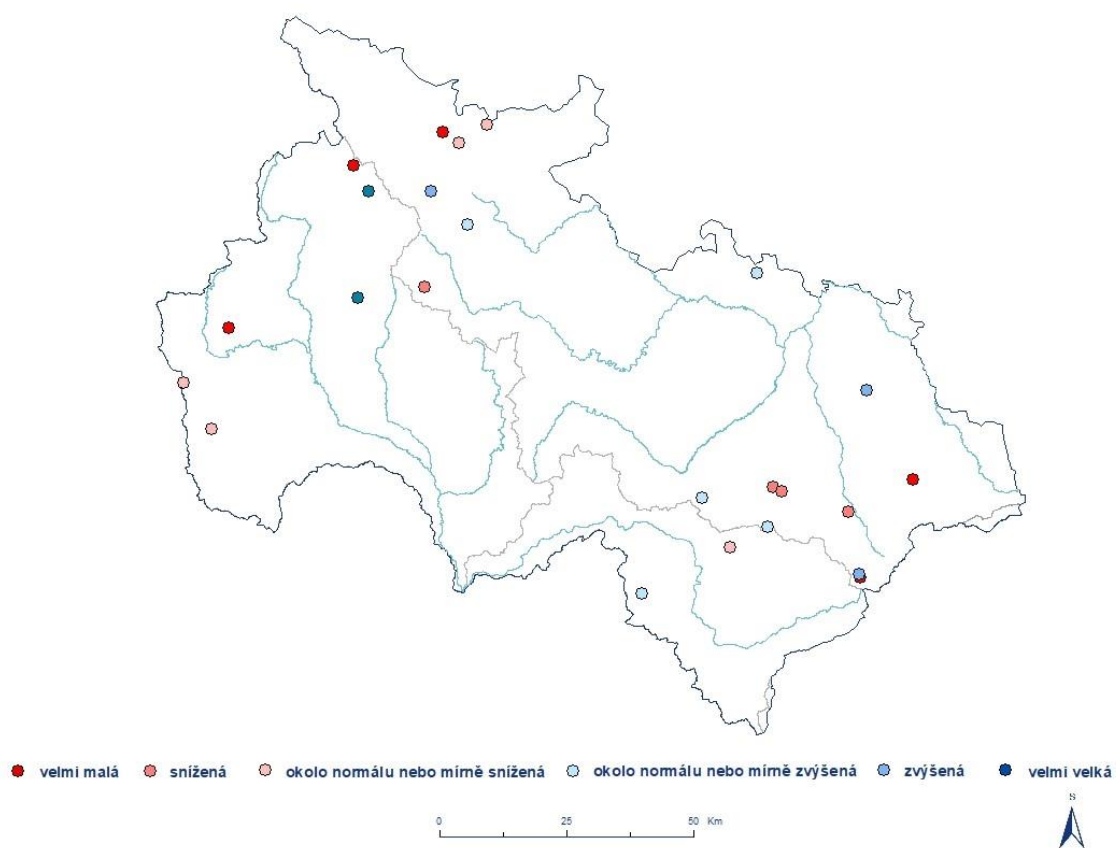 velmi malá snížená okolo normálu nebo mírně snížená okolo normálu nebo mírně zvýšená zvýšená velmi velká
S
0 25 50 Km